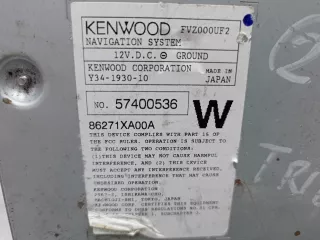 KENWOOD FVZ000UF2
NAVIGATION SYSTEM
12V.D.C. ⊖ GROUND
KENWOOD CORPORATION
Y34-1930-10
MADE IN
JAPAN
NO. 57400536
W
86271XA00A
THIS DEVICE COMPLIES WITH PART 15 OF
THE FCC RULES. OPERATION IS SUBJECT TO
THE FOLLOWING TWO CONDITIONS:
(1)THIS DEVICE MAY NOT CAUSE HARMFUL
INTERFERENCE, AND (2) THIS DEVICE
MUST ACCEPT ANY INTERFERENCE RECEIVED,
INCLUDING INTERFERENCE THAT MAY CAUSE
UNDESIRED OPERATION.
KENWOOD CORPORATION
HACHIOJI-SHI, TOKYO, JAPAN